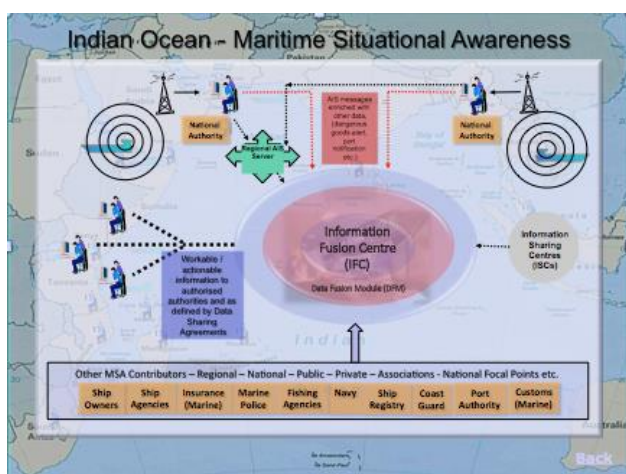 Indian Ocean – Maritime Situational Awareness
National
Authority
Regional AIS
Server
AIS messages
enriched with
other data,
(dangerous
goods alert,
port
notification
etc.)
National
Authority
Information
Fusion Centre
(IFC)
Data Fusion Module (DFM)
Information
Sharing
Centres
(ISCs)
Workable /
actionable
information to
authorised
authorities and as
defined by Data
Sharing
Agreements
Indian
Other MSA Contributors – Regional – National – Public – Private – Associations - National Focal Points etc.
Ship
Owners
Ship
Agencies
Insurance
(Marine)
Marine
Police
Fishing
Agencies
Navy
Ship
Registry
Coast
Guard
Port
Authority
Customs
(Marine)
Sudan
Australia
Back